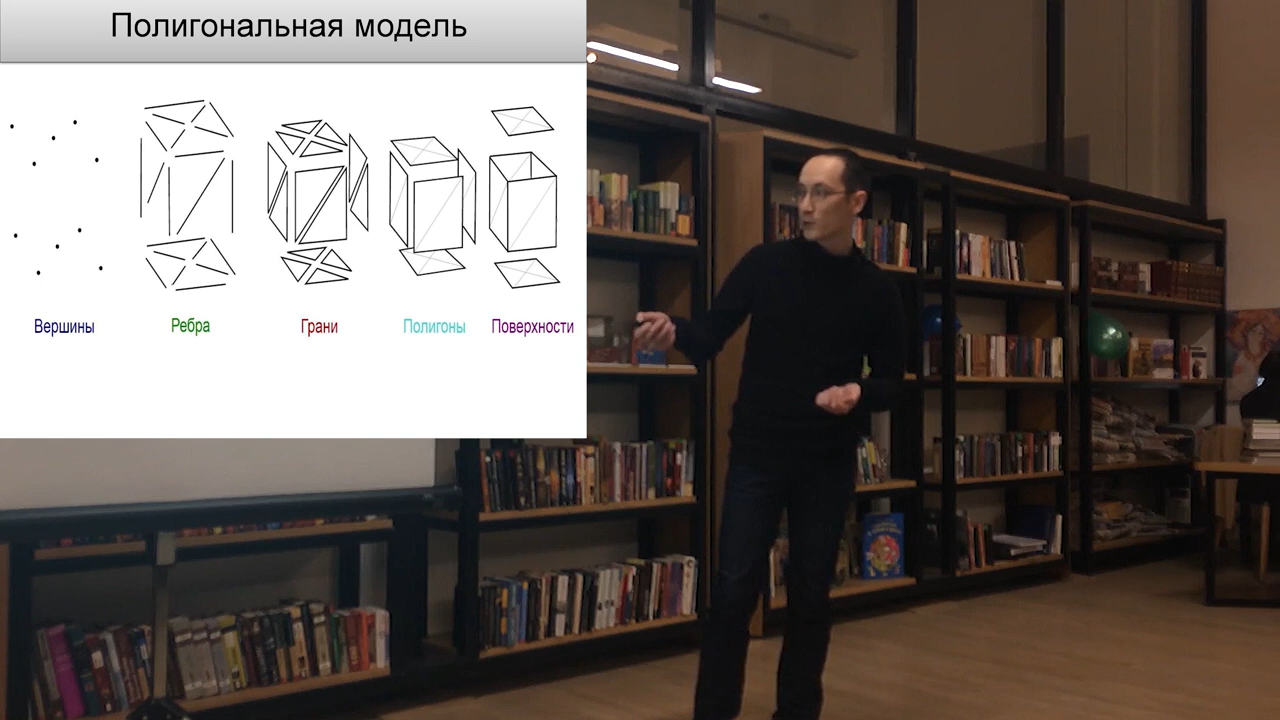 Полигональная модель
Вершины
Ребра
Грани
Полигоны
Поверхности